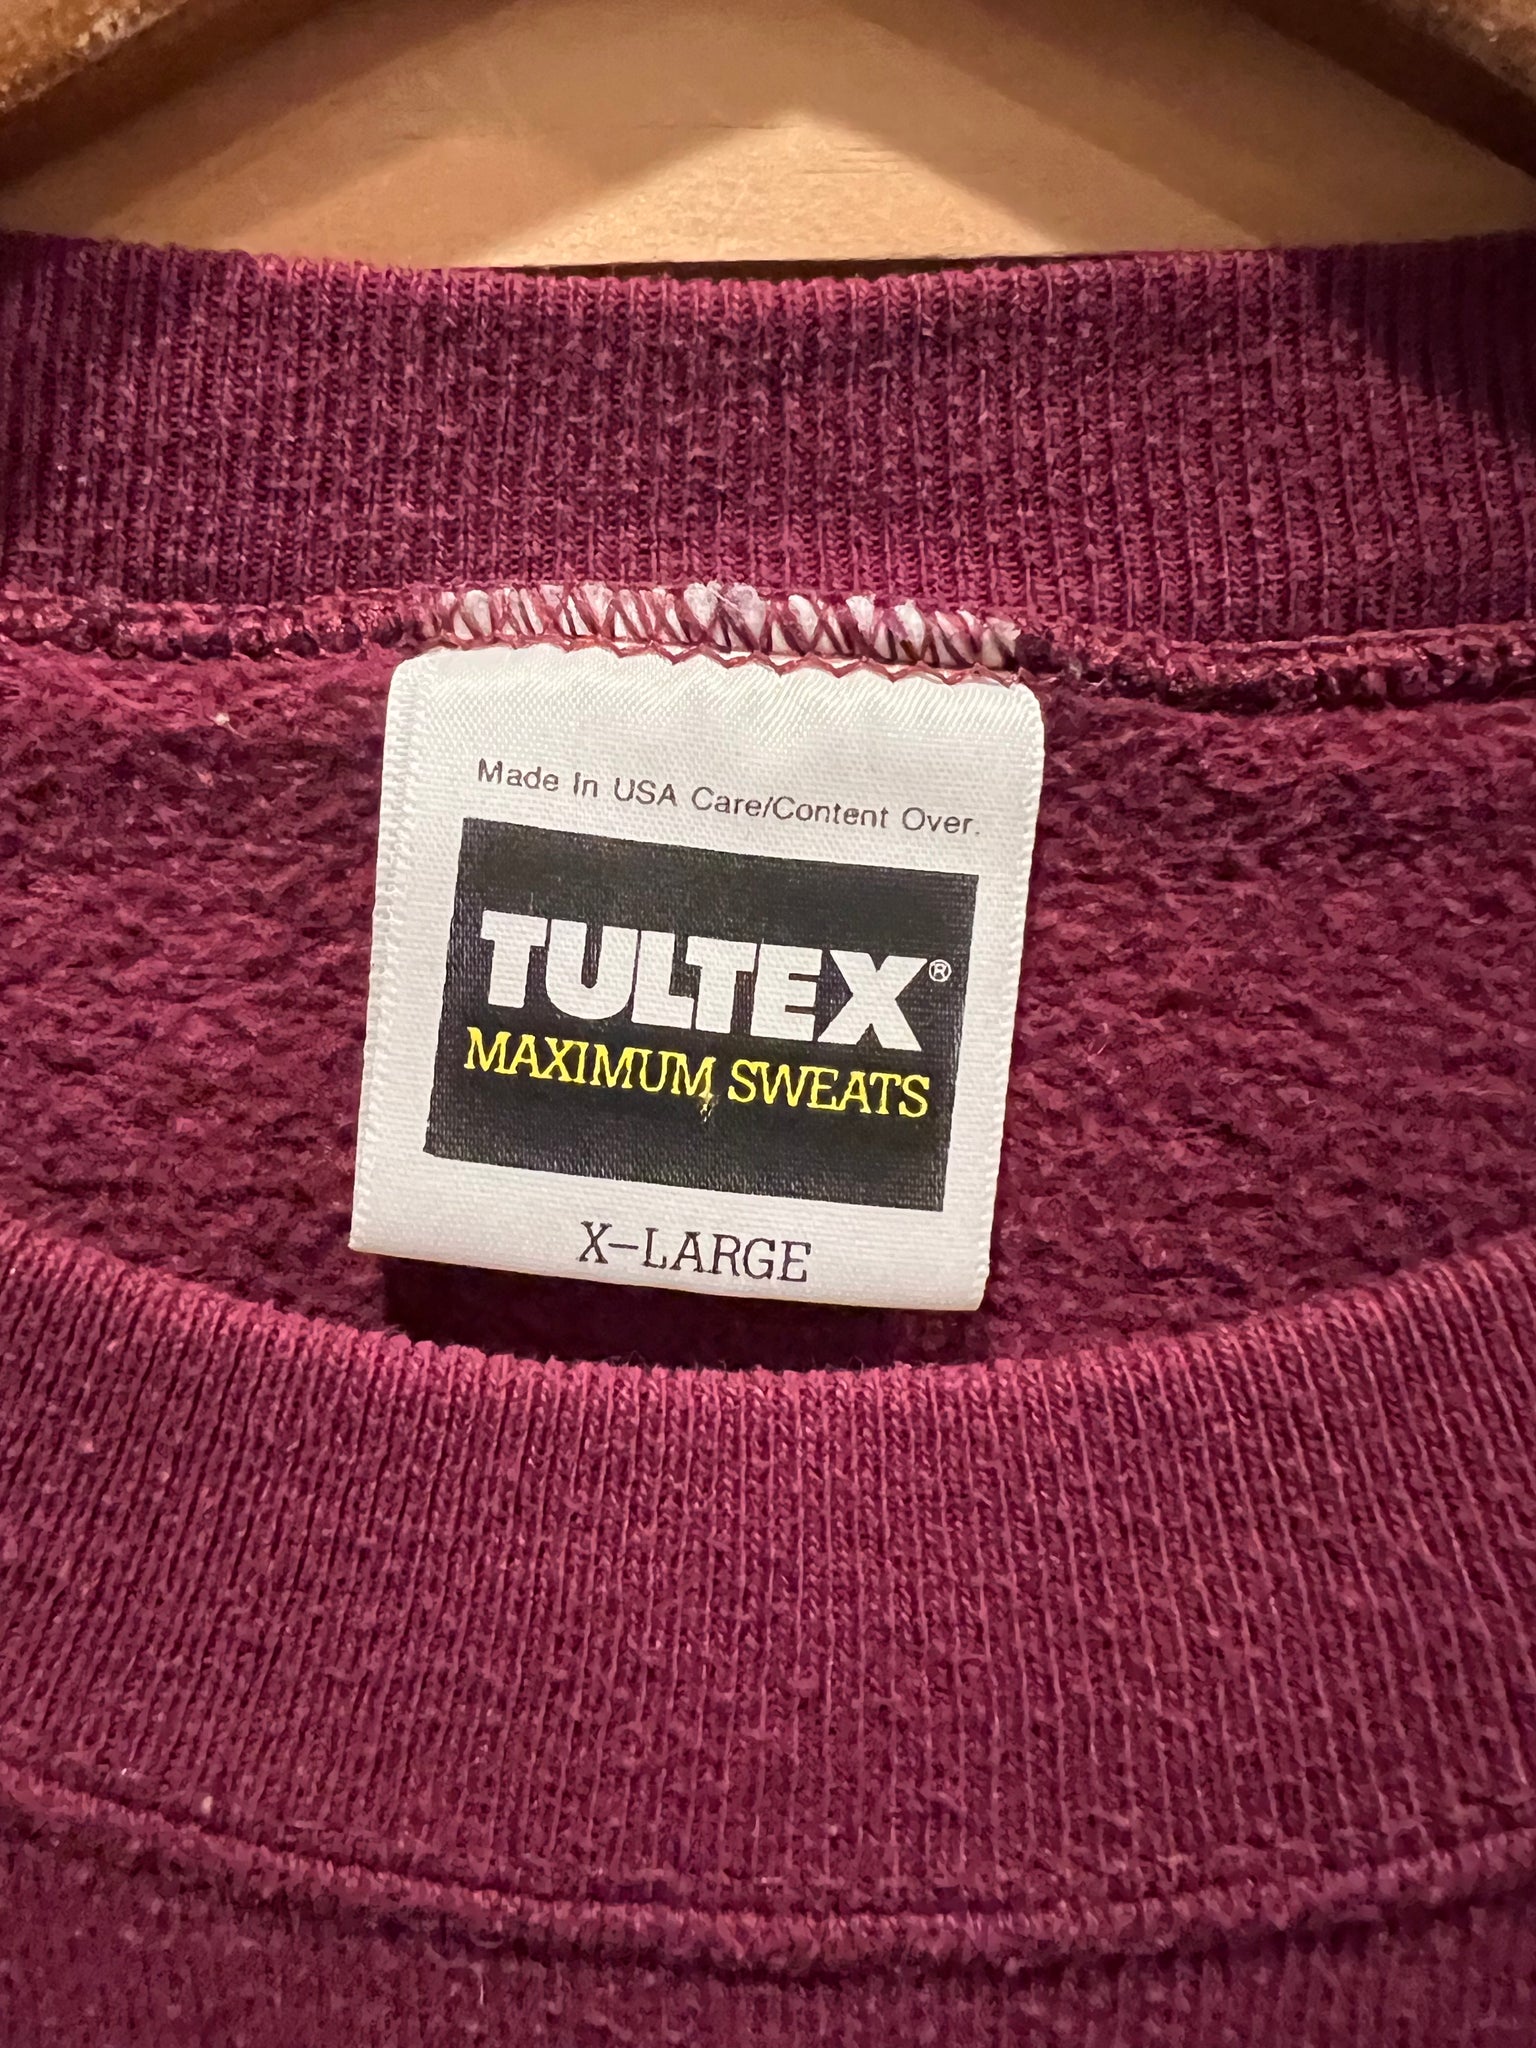 Made In USA Care/Content Over.
TULTEX®
MAXIMUM SWEATS
X-LARGE